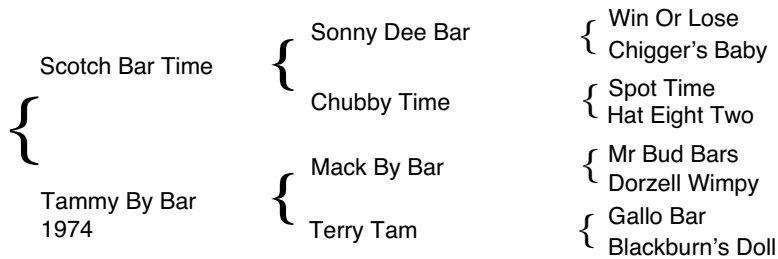 Scotch Bar Time
Sonny Dee Bar
Win Or Lose
Chigger's Baby
Chubby Time
Spot Time
Hat Eight Two
Tammy By Bar
1974
Mack By Bar
Mr Bud Bars
Dorzell Wimpy
Terry Tam
Gallo Bar
Blackburn's Doll